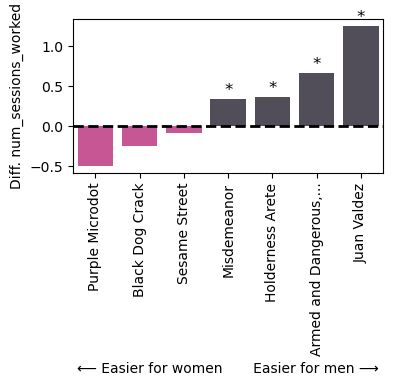 Diff. num_sessions_worked
1.0
0.5
0.0
−0.5
*
*
*
*
Purple Microdot
Black Dog Crack
Sesame Street
Misdemeanor
Holderness Arete
Armed and Dangerous,...
Juan Valdez
⟵ Easier for women
Easier for men ⟶